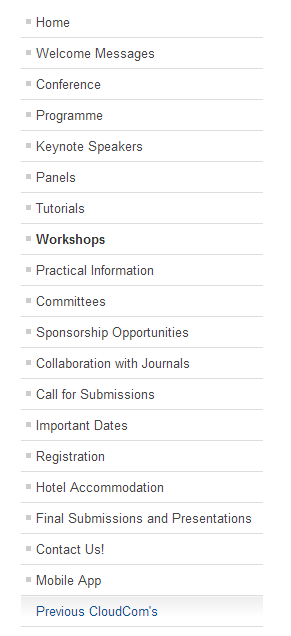 Home
Welcome Messages
Conference
Programme
Keynote Speakers
Panels
Tutorials
Workshops
Practical Information
Committees
Sponsorship Opportunities
Collaboration with Journals
Call for Submissions
Important Dates
Registration
Hotel Accommodation
Final Submissions and Presentations
Contact Us!
Mobile App
Previous CloudCom's